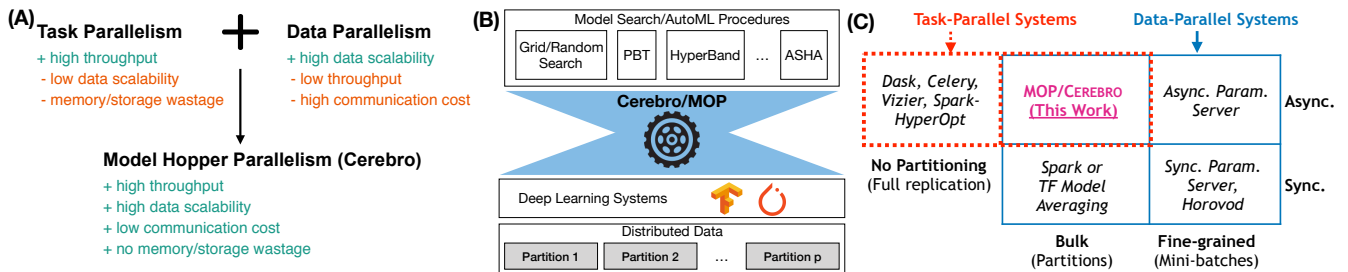 (A)
Task Parallelism
+ high throughput
- low data scalability
- memory/storage wastage
+
Data Parallelism
+ high data scalability
- low throughput
- high communication cost
Model Hopper Parallelism (Cerebro)
+ high throughput
+ high data scalability
+ low communication cost
+ no memory/storage wastage
(B)
Model Search/AutoML Procedures
Grid/Random
Search
PBT
HyperBand
...
ASHA
Cerebro/MOP
Deep Learning Systems
Distributed Data
Partition 1
Partition 2
...
Partition p
(C)
Task-Parallel Systems
Data-Parallel Systems
Dask, Celery,
Vizier, Spark-
HyperOpt
MOP/CEREBRO
(This Work)
Async. Param.
Server
Async.
No Partitioning
(Full replication)
Spark or
TF Model
Averaging
Sync. Param.
Server,
Horovod
Sync.
Bulk
(Partitions)
Fine-grained
(Mini-batches)